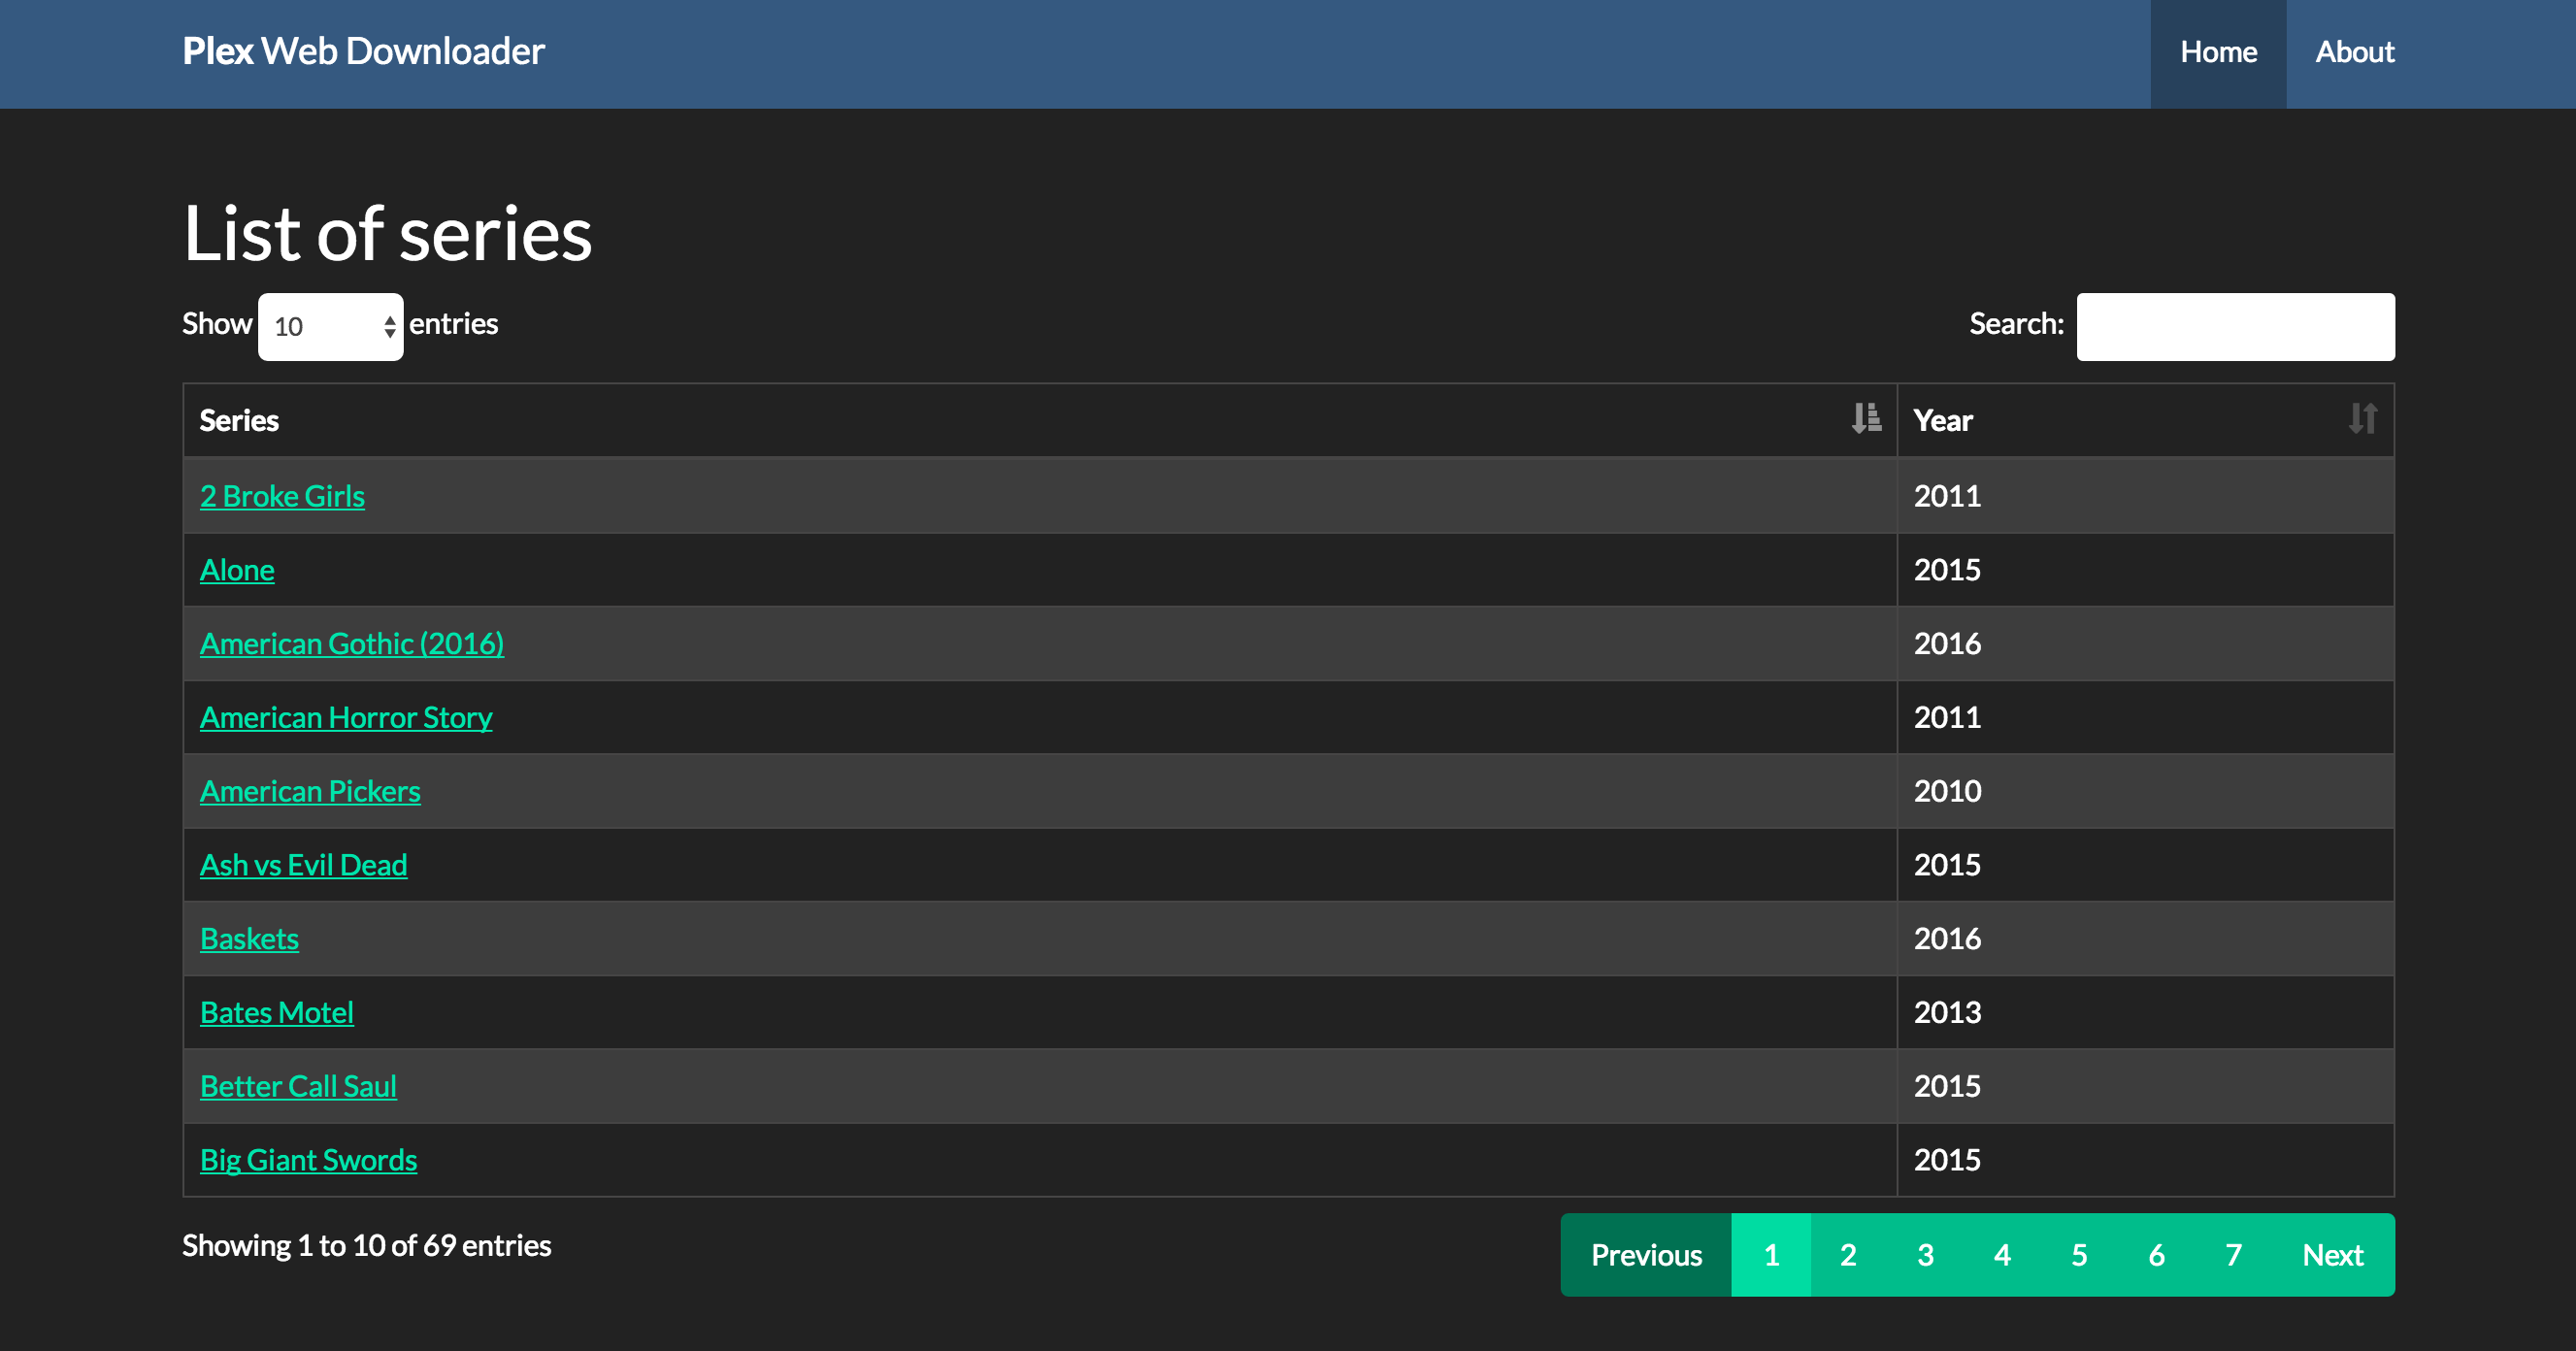 Plex Web Downloader Home About
List of series
Show 10 entries Search:
Series Year
2 Broke Girls 2011
Alone 2015
American Gothic (2016) 2016
American Horror Story 2011
American Pickers 2010
Ash vs Evil Dead 2015
Baskets 2016
Bates Motel 2013
Better Call Saul 2015
Big Giant Swords 2015
Showing 1 to 10 of 69 entries Previous 1 2 3 4 5 6 7 Next